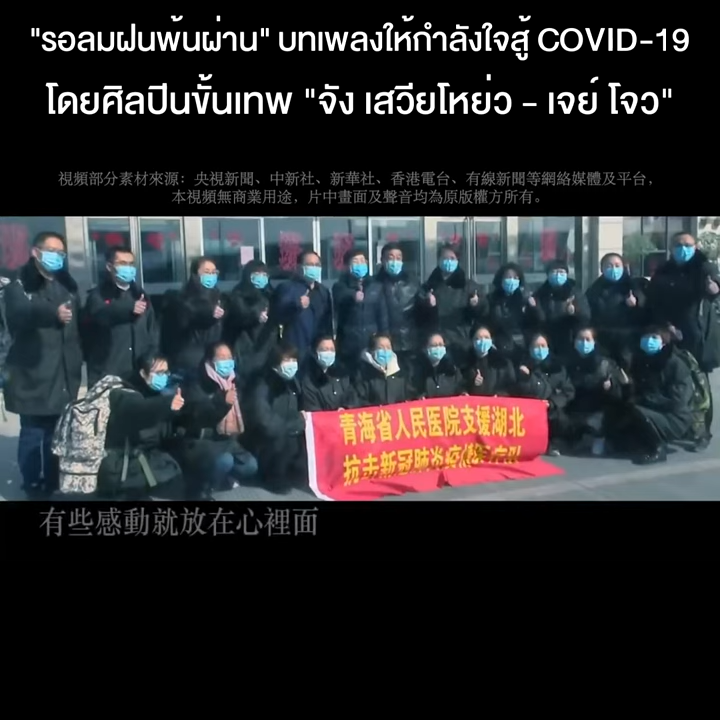 "รอลมฝนพ้นผ่าน" บทเพลงให้กำลังใจสู้ COVID-19
โดยศิลปินขั้นเทพ "จัง เสวียโหย่ว - เจย์ โจว"
視頻部分素材來源：央視新聞、中新社、新華社、香港電台、有線新聞等網絡媒體及平台，
本視頻無商業用途，片中畫面及聲音均為原版權方所有。
青海省人民医院支援湖北
抗击新冠肺炎疫情
有些感動就放在心裡面